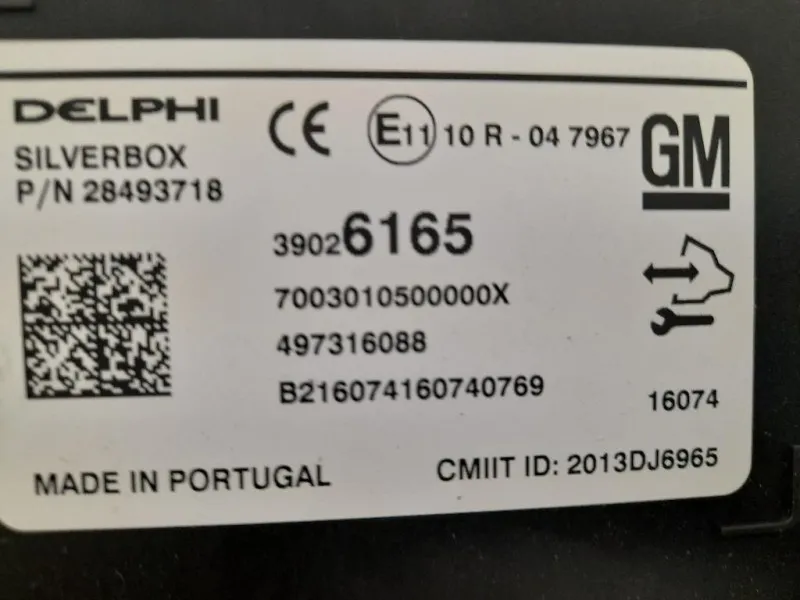 DELPHI
SILVERBOX
P/N 28493718
CE
E11 10 R - 04 7967
GM
39026165
7003010500000X
497316088
B216074160740769
16074
MADE IN PORTUGAL
CMIIT ID: 2013DJ6965